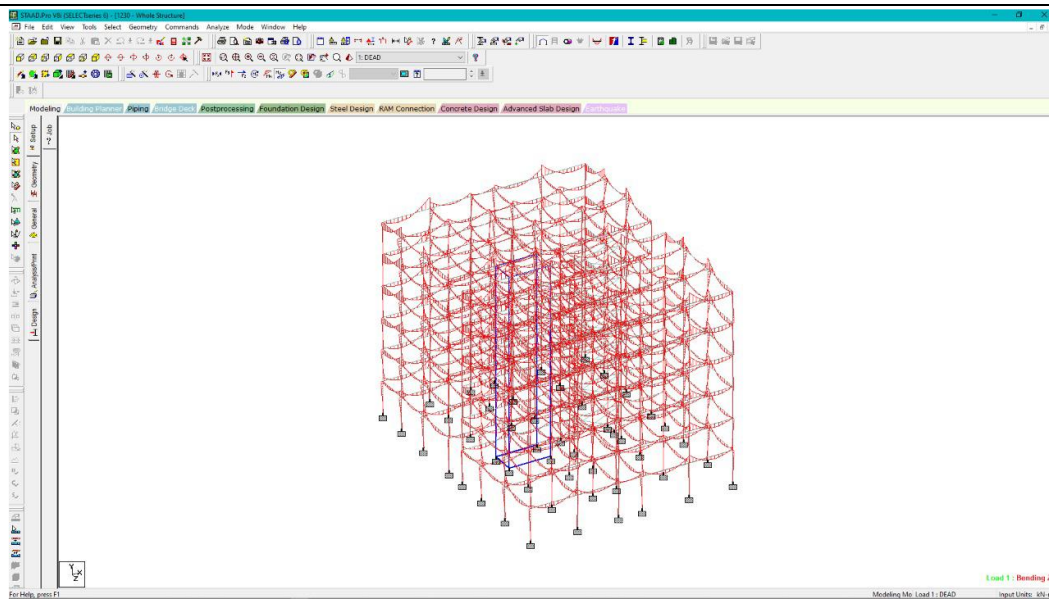 STAAD.Pro V8i (SELECTseries 6) - [1230 - Whole Structure]
File Edit View Tools Select Geometry Commands Analyze Mode Window Help
1: DEAD
Modeling Building Planner Piping Bridge Deck Postprocessing Foundation Design Steel Design RAM Connection Concrete Design Advanced Slab Design Earthquake
Job
Setup
Geometry
General
Analysis/Print
Design
Y
X
Z
Load 1 : Bending
For Help, press F1
Modeling Mo Load 1 : DEAD Input Units: kN-